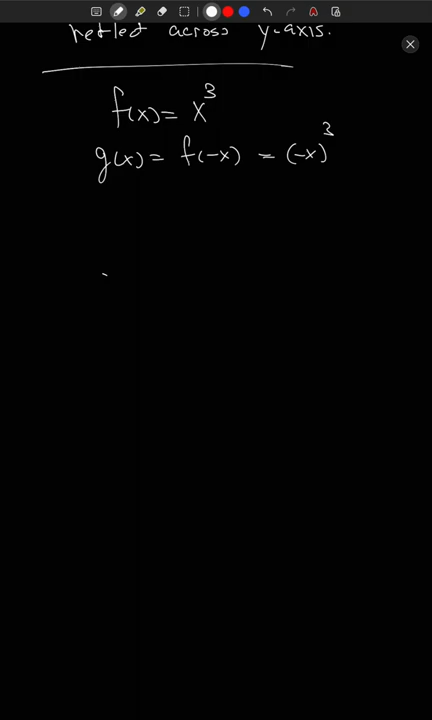 reflect across y-axis.
f(x) = x³
g(x) = f(-x) = (-x)³